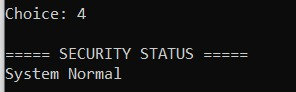 Choice: 4
===== SECURITY STATUS =====
System Normal